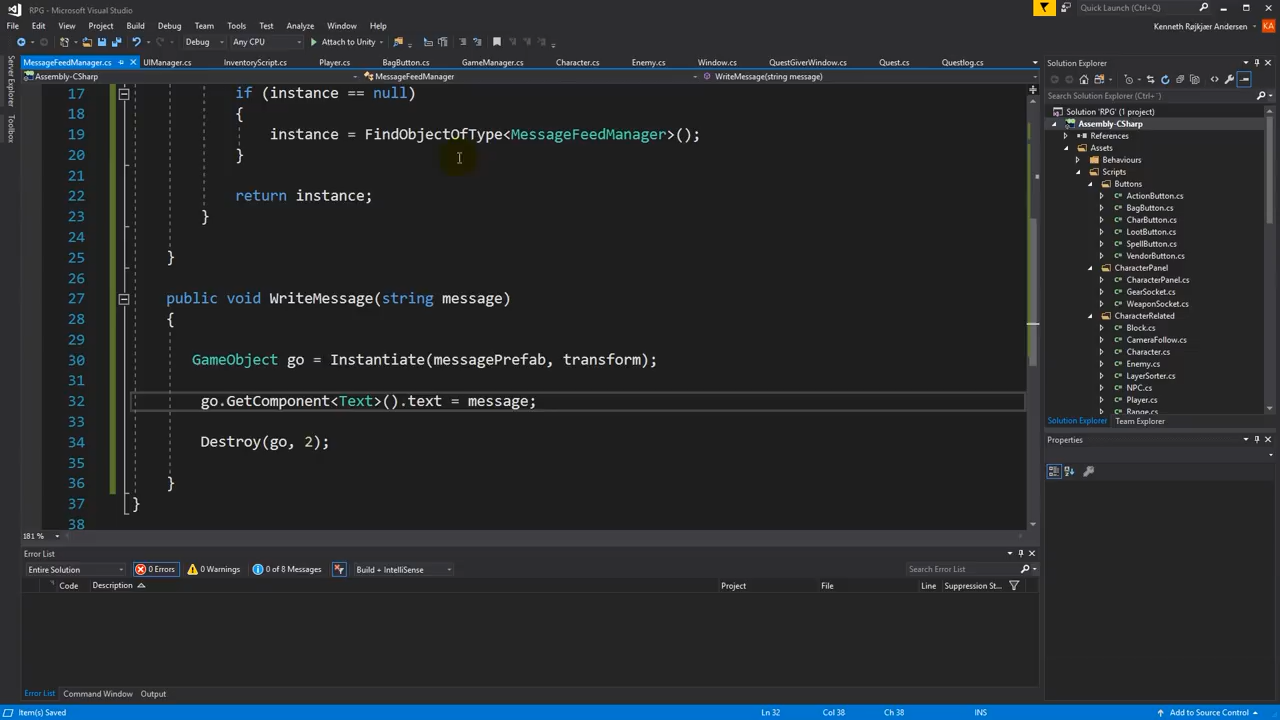 RPG - Microsoft Visual Studio
Quick Launch (Ctrl+Q)
File Edit View Project Build Debug Team Tools Test Analyze Window Help
Kenneth Røjkjær Andersen KA
Debug Any CPU Attach to Unity
MessageFeedManager.cs UIManager.cs InventoryScript.cs Player.cs BagButton.cs GameManager.cs Character.cs Enemy.cs Window.cs QuestGiverWindow.cs Quest.cs Questlog.cs
Assembly-CSharp MessageFeedManager WriteMessage(string message)
Server Explorer
Toolbox
17 if (instance == null)
18 {
19 instance = FindObjectOfType<MessageFeedManager>();
20 }
21
22 return instance;
23 }
24
25 }
26
27 public void WriteMessage(string message)
28 {
29
30 GameObject go = Instantiate(messagePrefab, transform);
31
32 go.GetComponent<Text>().text = message;
33
34 Destroy(go, 2);
35
36 }
37 }
38
181 %
Solution Explorer
Search Solution Explorer (Ctrl+¨)
Solution 'RPG' (1 project)
Assembly-CSharp
References
Assets
Behaviours
Scripts
Buttons
ActionButton.cs
BagButton.cs
CharButton.cs
LootButton.cs
SpellButton.cs
VendorButton.cs
CharacterPanel
CharacterPanel.cs
GearSocket.cs
WeaponSocket.cs
CharacterRelated
Block.cs
CameraFollow.cs
Character.cs
Enemy.cs
LayerSorter.cs
NPC.cs
Player.cs
Range.cs
Solution Explorer Team Explorer
Properties
Error List
Entire Solution 0 Errors 0 Warnings 0 of 8 Messages Build + IntelliSense Search Error List
Code Description Project File Line Suppression St...
Error List Command Window Output
Item(s) Saved Ln 32 Col 38 Ch 38 INS Add to Source Control